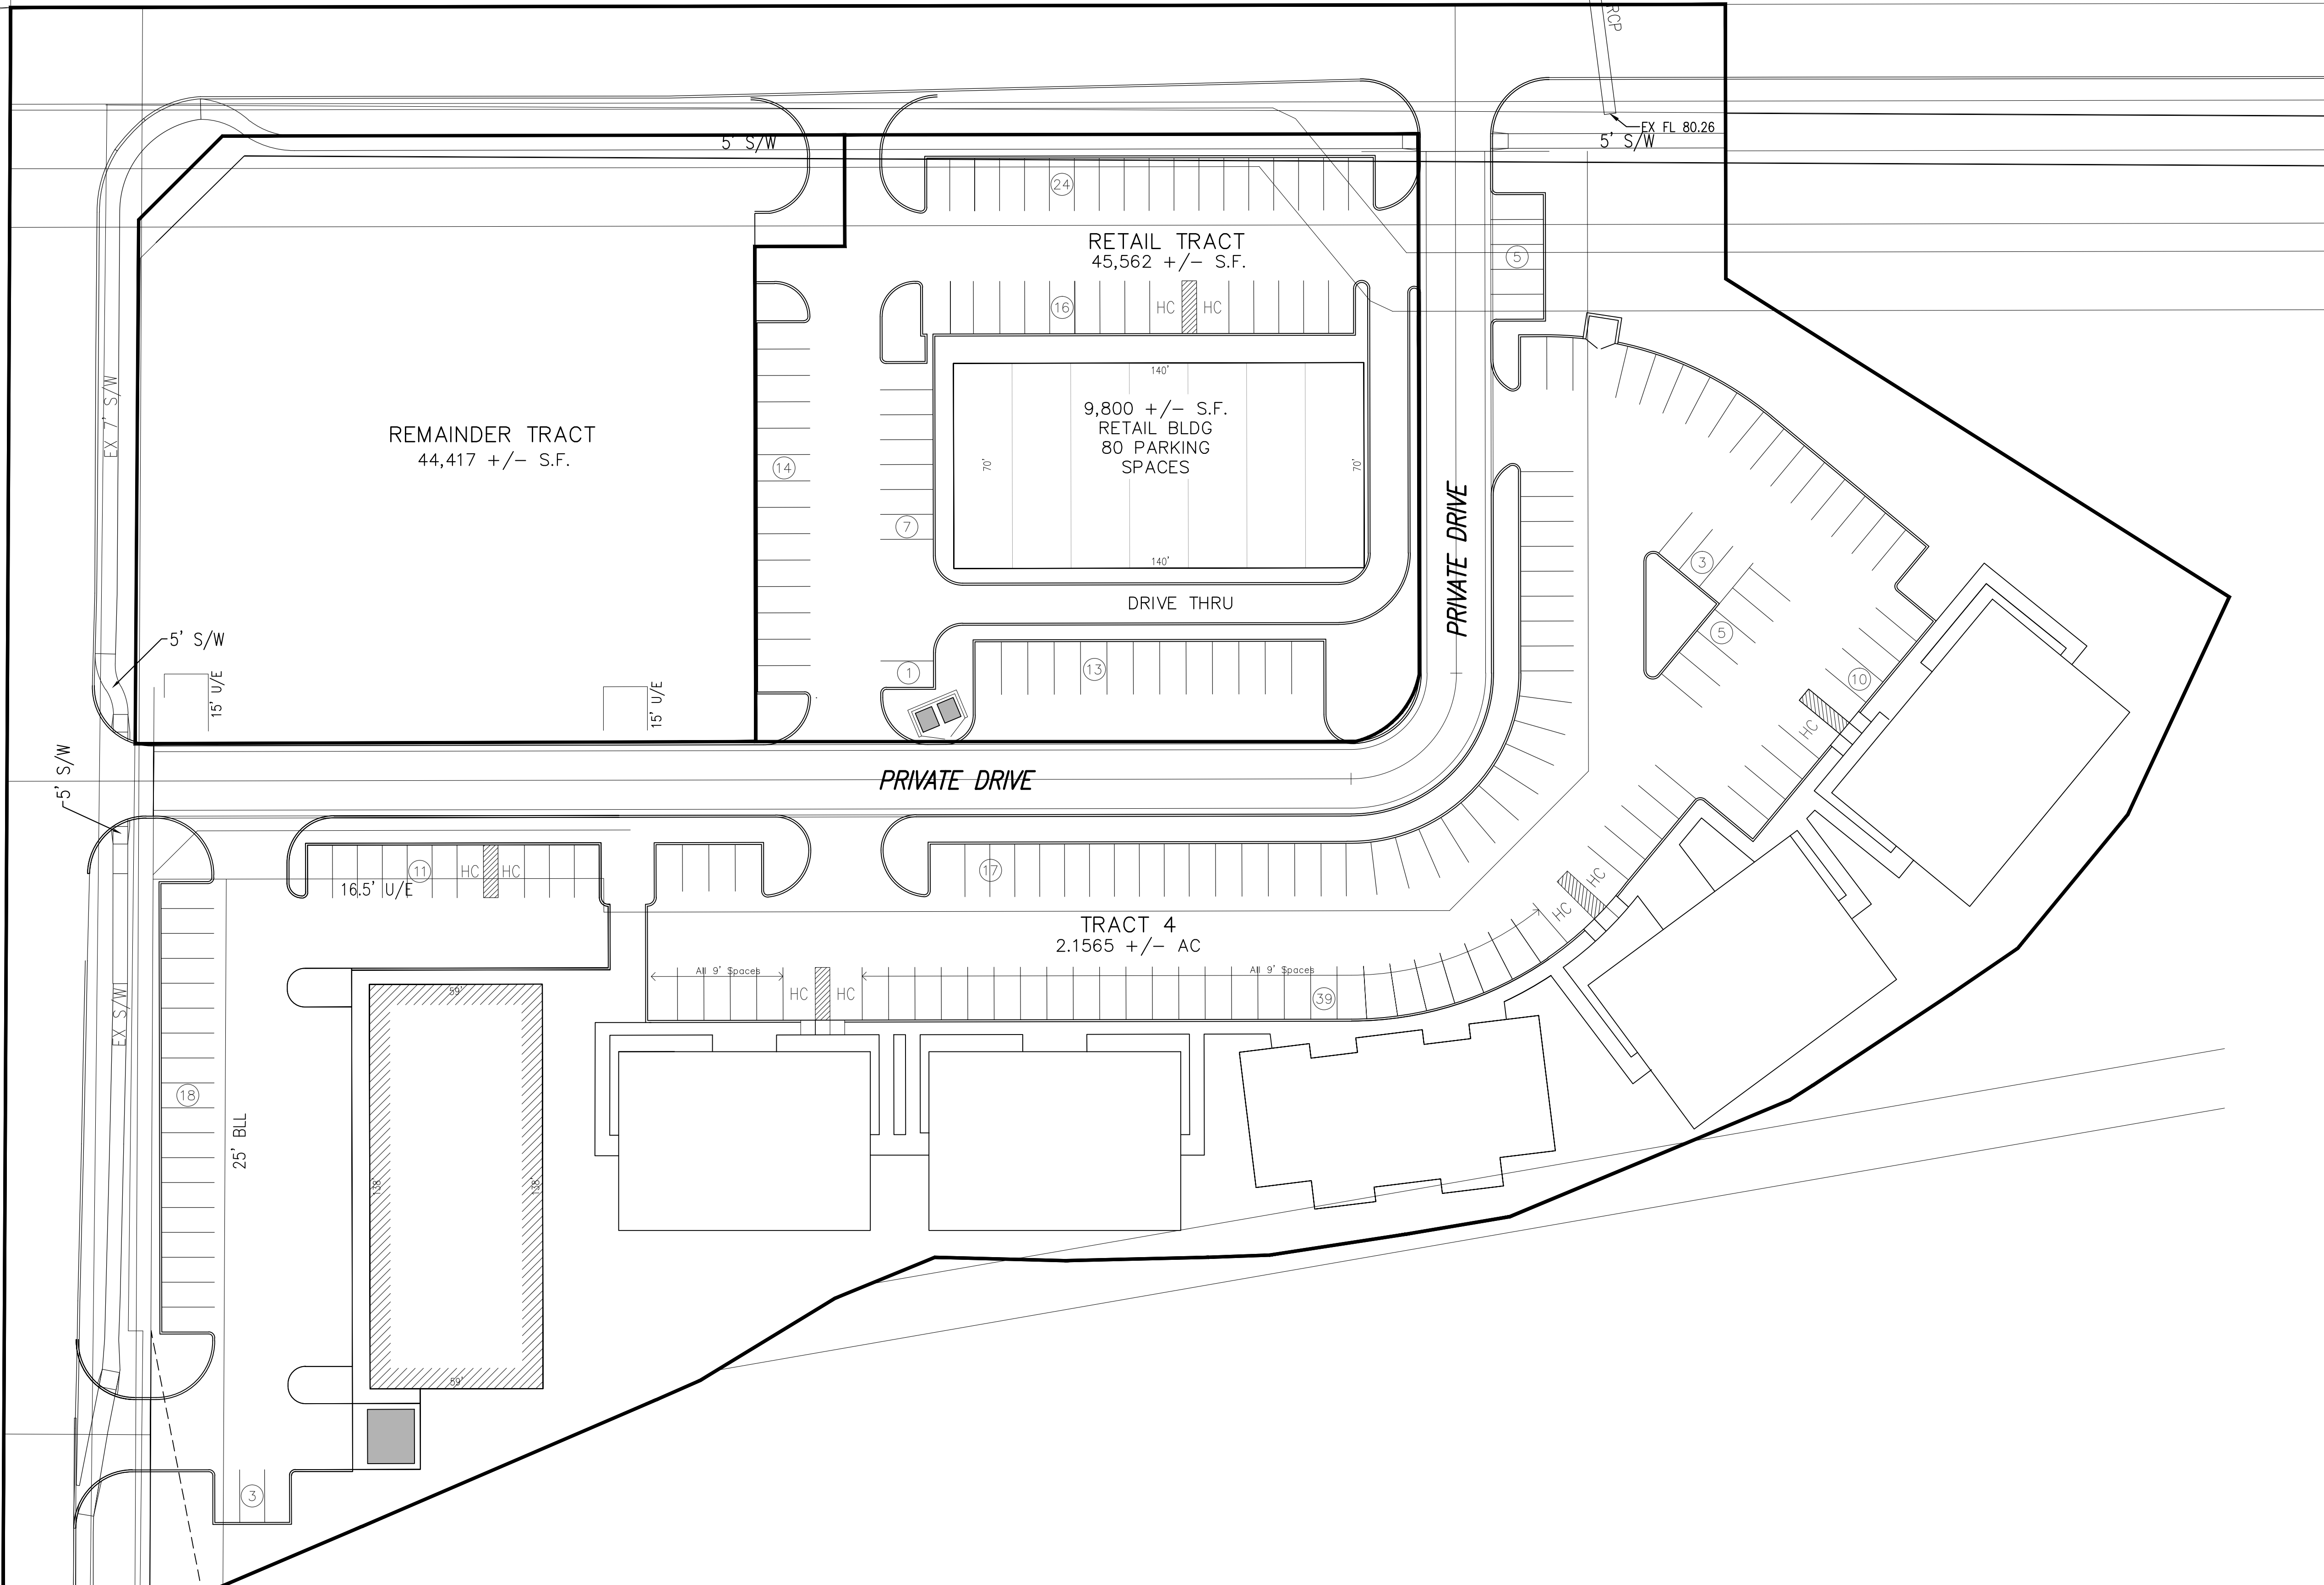 RCP
EX FL 80.26
5' S/W
5' S/W
24
RETAIL TRACT
45,562 +/- S.F.
5
16
HC
HC
140'
EX 7' S/W
9,800 +/- S.F.
RETAIL BLDG
80 PARKING
SPACES
REMAINDER TRACT
44,417 +/- S.F.
14
70'
70'
7
PRIVATE DRIVE
140'
3
DRIVE THRU
5
5' S/W
15' U/E
15' U/E
1
13
10
HC
5' S/W
PRIVATE DRIVE
11
HC
HC
16.5' U/E
17
HC
HC
TRACT 4
2.1565 +/- AC
All 9' Spaces
All 9' Spaces
HC
HC
39
59'
EX S/W
18
25' BLL
138'
138'
59'
3